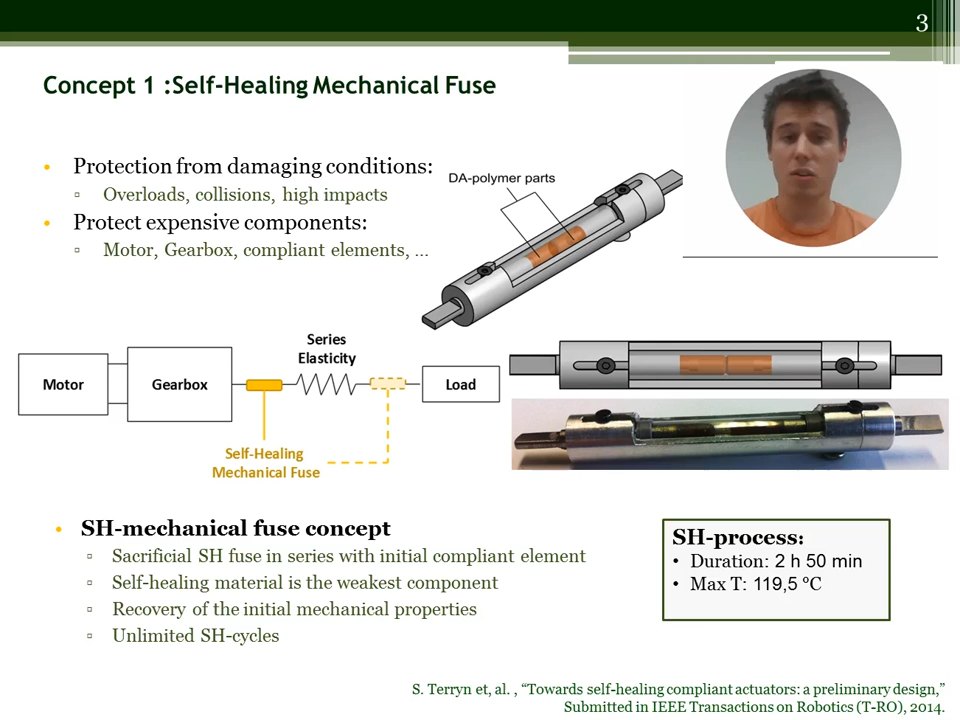 3
Concept 1 :Self-Healing Mechanical Fuse
• Protection from damaging conditions:
▫ Overloads, collisions, high impacts
• Protect expensive components:
▫ Motor, Gearbox, compliant elements, ...
DA-polymer parts
Series
Elasticity
Motor
Gearbox
Load
Self-Healing
Mechanical Fuse
• SH-mechanical fuse concept
▫ Sacrificial SH fuse in series with initial compliant element
▫ Self-healing material is the weakest component
▫ Recovery of the initial mechanical properties
▫ Unlimited SH-cycles
SH-process:
• Duration: 2 h 50 min
• Max T: 119,5 °C
S. Terryn et, al. , “Towards self-healing compliant actuators: a preliminary design,”
Submitted in IEEE Transactions on Robotics (T-RO), 2014.